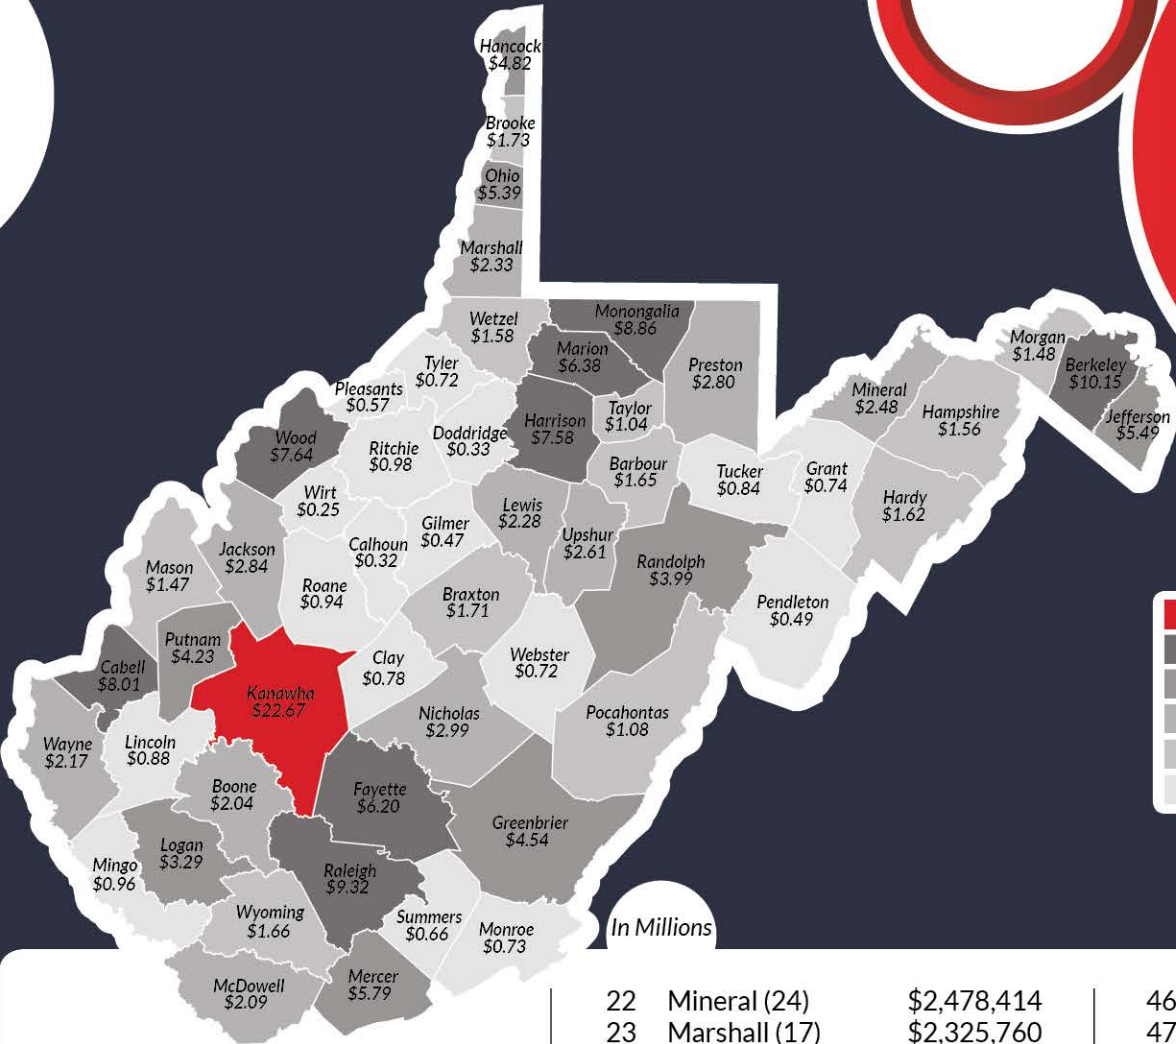 Hancock
$4.82
Brooke
$1.73
Ohio
$5.39
Marshall
$2.33
Wetzel
$1.58
Monongalia
$8.86
Marion
$6.38
Preston
$2.80
Tyler
$0.72
Pleasants
$0.57
Morgan
$1.48
Berkeley
$10.15
Jefferson
$5.49
Mineral
$2.48
Hampshire
$1.56
Wood
$7.64
Ritchie
$0.98
Doddridge
$0.33
Harrison
$7.58
Taylor
$1.04
Barbour
$1.65
Tucker
$0.84
Grant
$0.74
Hardy
$1.62
Wirt
$0.25
Calhoun
$0.32
Gilmer
$0.47
Lewis
$2.28
Upshur
$2.61
Randolph
$3.99
Pendleton
$0.49
Mason
$1.47
Jackson
$2.84
Roane
$0.94
Braxton
$1.71
Cabell
$8.01
Putnam
$4.23
Kanawha
$22.67
Clay
$0.78
Webster
$0.72
Nicholas
$2.99
Pocahontas
$1.08
Wayne
$2.17
Lincoln
$0.88
Boone
$2.04
Fayette
$6.20
Greenbrier
$4.54
Mingo
$0.96
Logan
$3.29
Raleigh
$9.32
Wyoming
$1.66
Summers
$0.66
Monroe
$0.73
McDowell
$2.09
Mercer
$5.79
In Millions
22 Mineral (24) $2,478,414
23 Marshall (17) $2,325,760
46
47